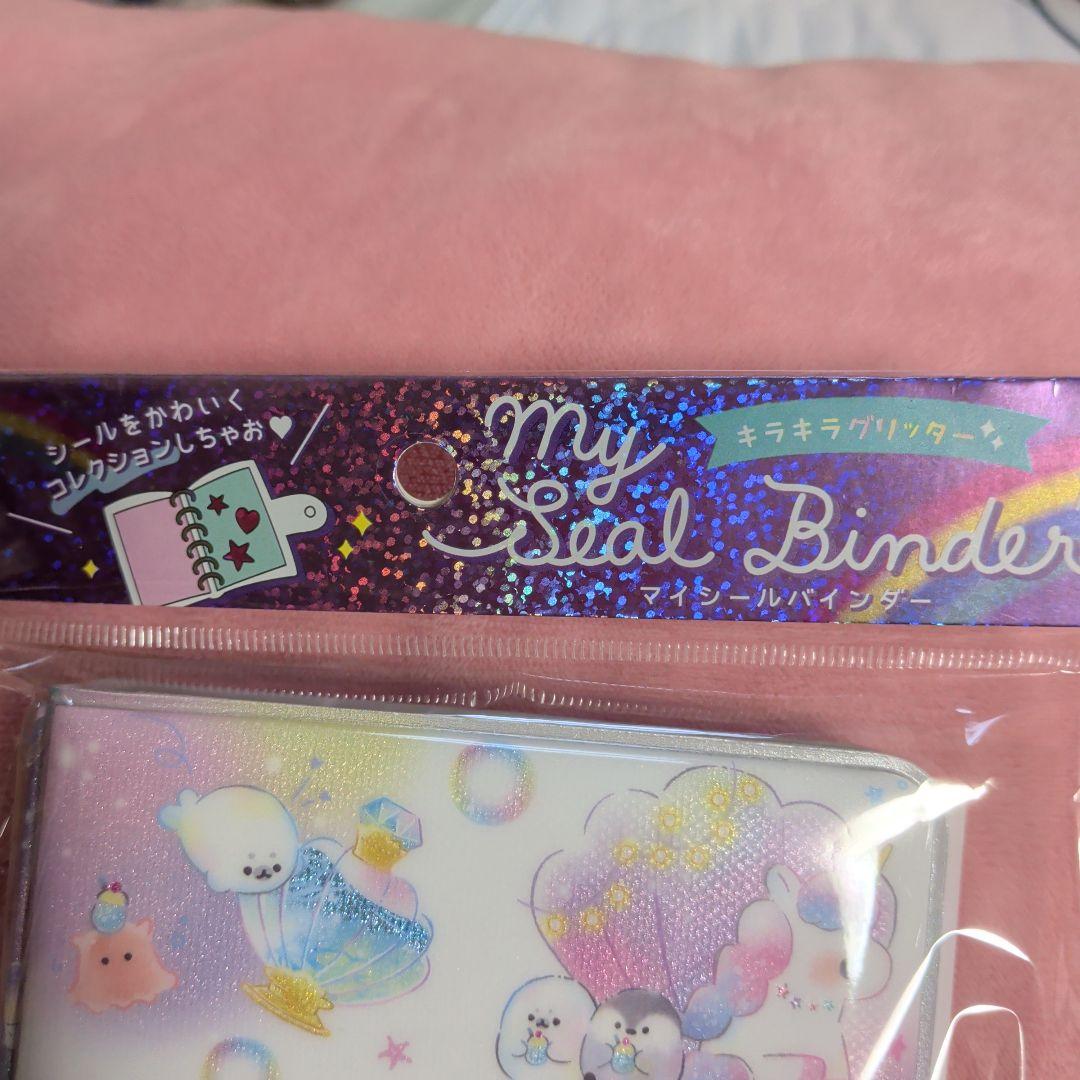 シールをかわいく
コレクションしちゃお♥
My
キラキラグリッター
Seal Binder
マイシールバインダー